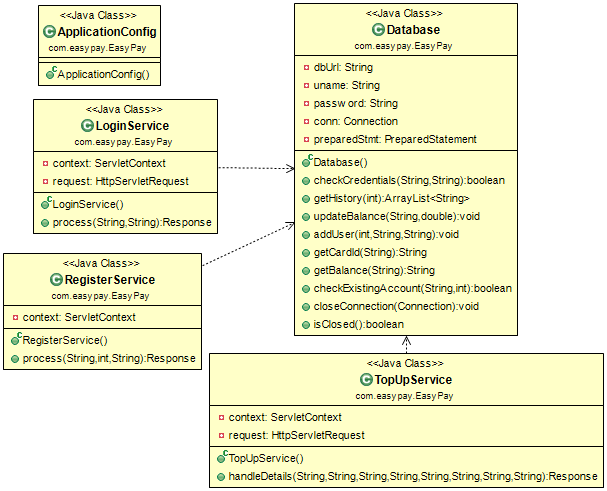 <<Java Class>>
ApplicationConfig
com.easypay.EasyPay
ApplicationConfig()
<<Java Class>>
LoginService
com.easypay.EasyPay
context: ServletContext
request: HttpServletRequest
LoginService()
process(String,String):Response
<<Java Class>>
RegisterService
com.easypay.EasyPay
context: ServletContext
RegisterService()
process(String,int,String):Response
<<Java Class>>
Database
com.easypay.EasyPay
dbUrl: String
uname: String
password: String
conn: Connection
preparedStmt: PreparedStatement
Database()
checkCredentials(String,String):boolean
getHistory(int):ArrayList<String>
updateBalance(String,double):void
addUser(int,String,String):void
getCardId(String):String
getBalance(String):String
checkExistingAccount(String,int):boolean
closeConnection(Connection):void
isClosed():boolean
<<Java Class>>
TopUpService
com.easypay.EasyPay
context: ServletContext
request: HttpServletRequest
TopUpService()
handleDetails(String,String,String,String,String,String,String,String):Response